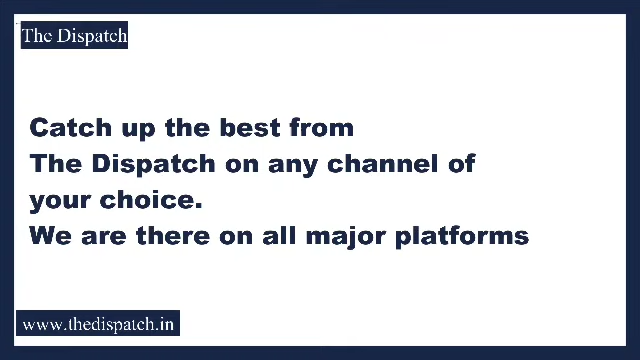 The Dispatch
Catch up the best from
The Dispatch on any channel of
your choice.
We are there on all major platforms
www.thedispatch.in